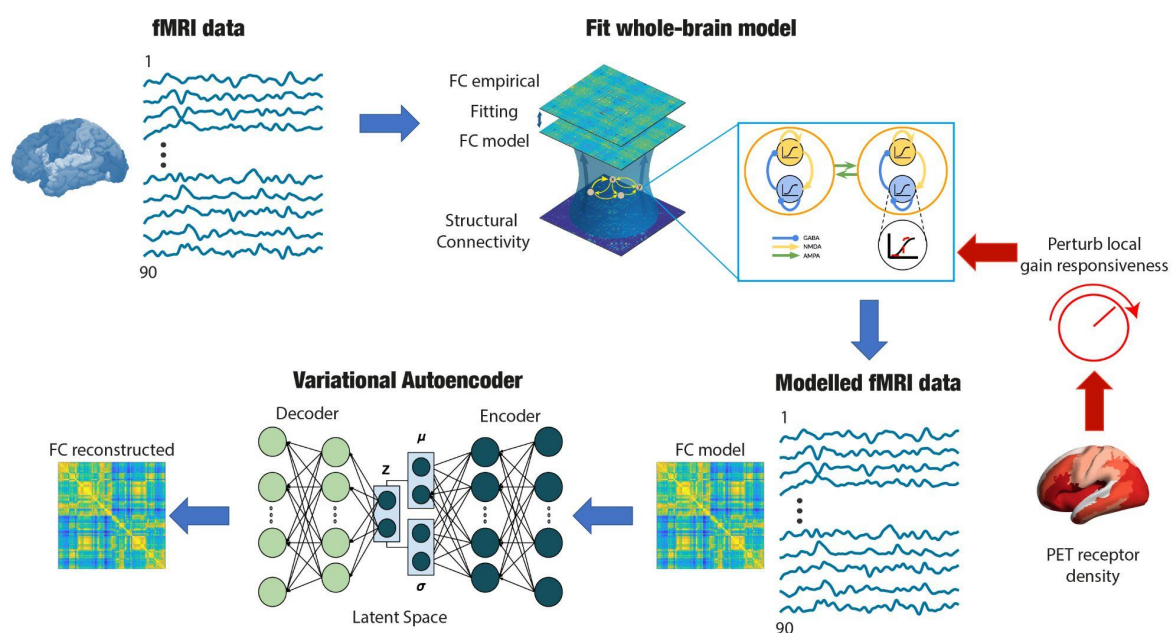 fMRI data
1
90
Fit whole-brain model
FC empirical
Fitting
FC model
Structural
Connectivity
GABA
NMDA
AMPA
Perturb local
gain responsiveness
PET receptor
density
Modelled fMRI data
1
90
FC model
Variational Autoencoder
Decoder
Encoder
μ
z
σ
Latent Space
FC reconstructed